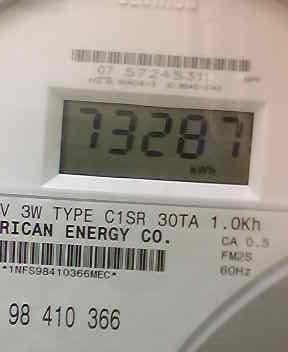 07 57245311
73287
kWh
V 3W TYPE C1SR 30TA 1.0Kh
RICAN ENERGY CO.
CA 0.5
FM2S
60Hz
*1NFS98410366MEC*
98 410 366